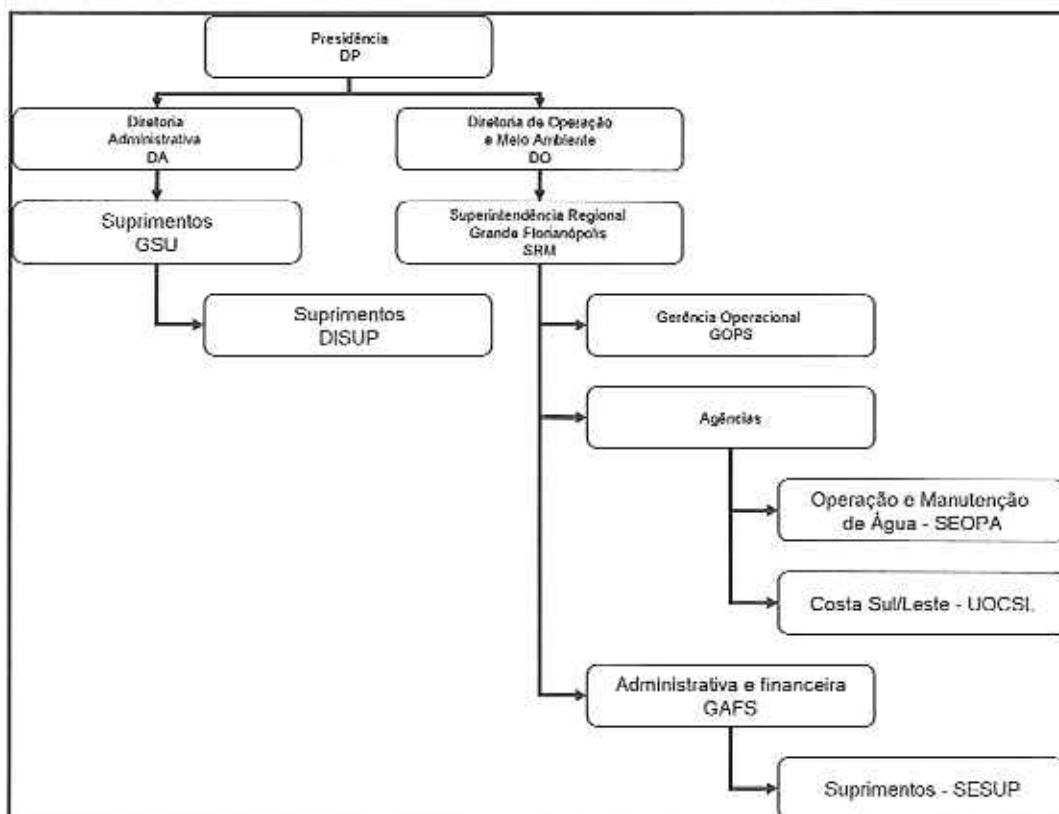 Presidência
DP
Diretoria
Administrativa
DA
Diretoria de Operação
e Meio Ambiente
DO
Suprimentos
GSU
Superintendência Regional
Grande Florianópolis
SRM
Suprimentos
DISUP
Gerência Operacional
GOPS
Agências
Operação e Manutenção
de Água - SEOPA
Costa Sul/Leste - UOCSL
Administrativa e financeira
GAFS
Suprimentos - SESUP